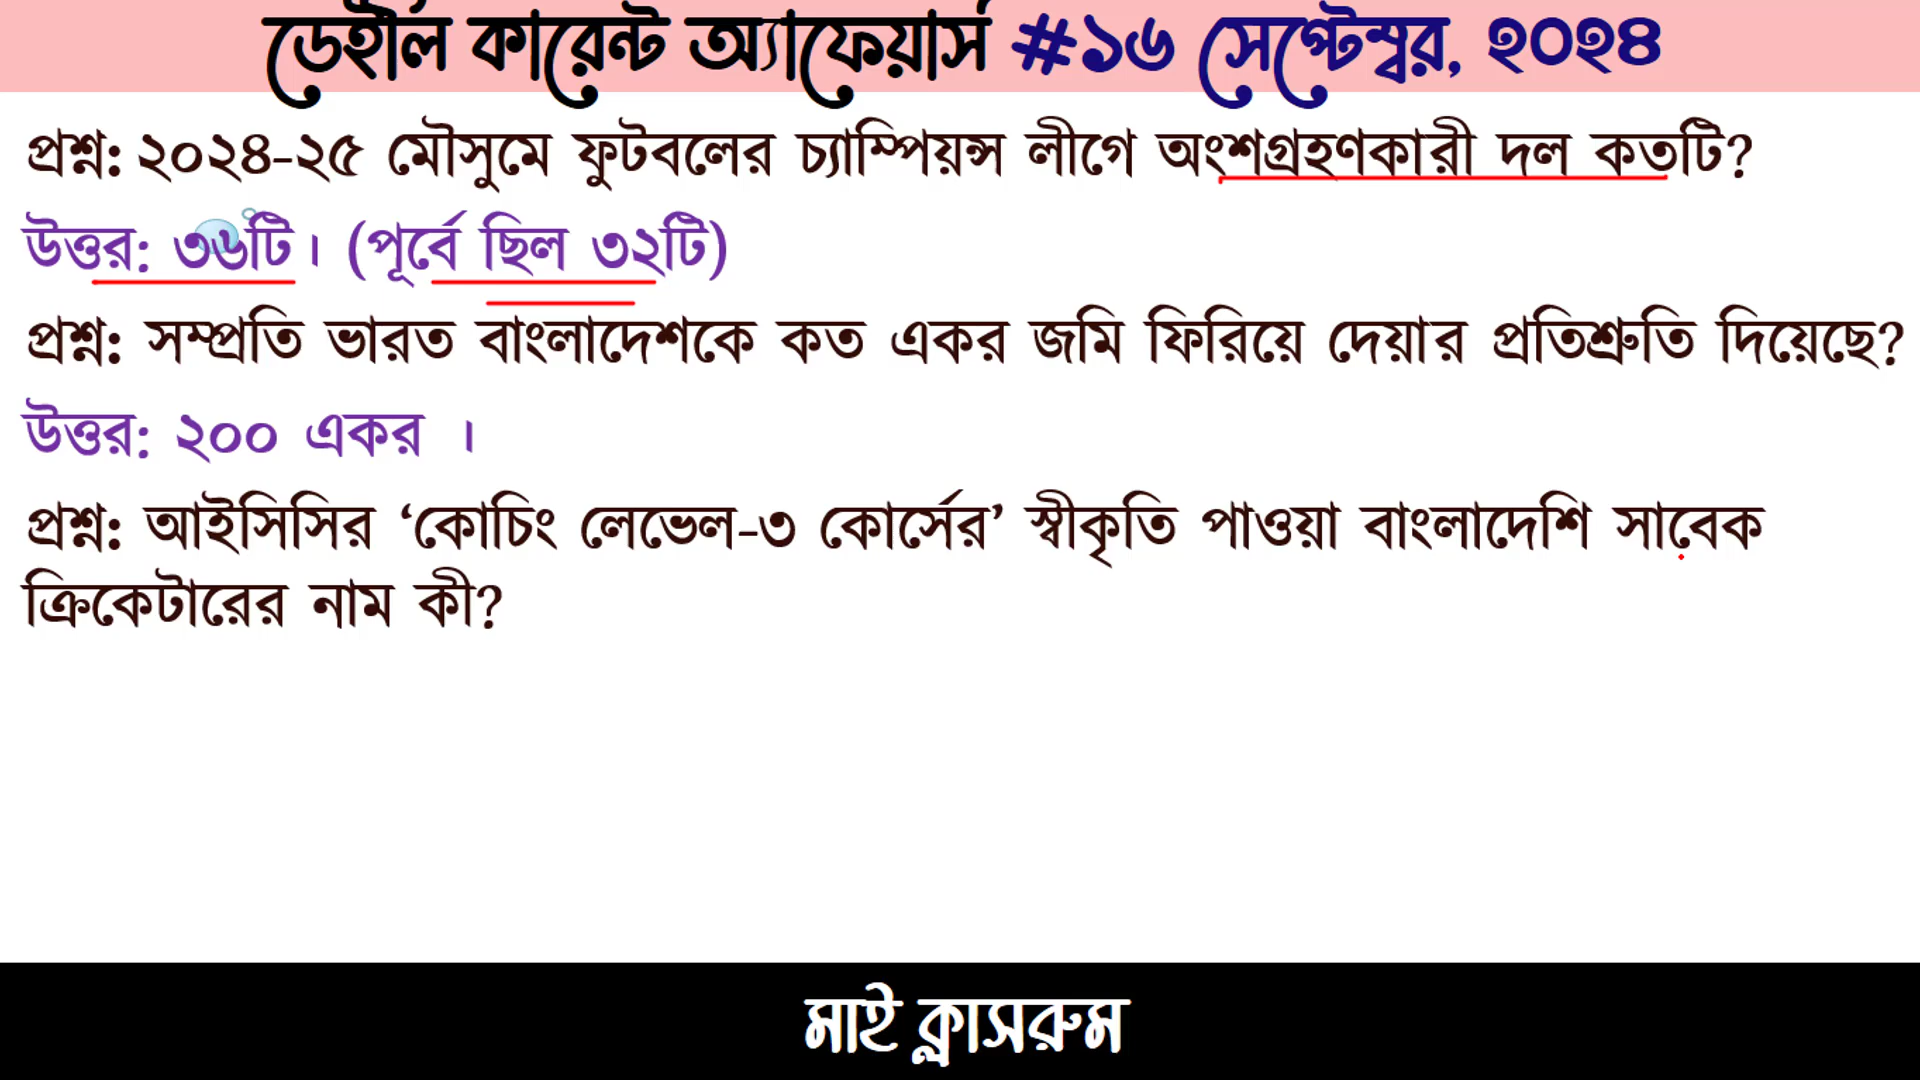 ডেইলি কারেন্ট অ্যাফেয়ার্স #১৬ সেপ্টেম্বর, ২০২৪
প্রশ্ন: ২০২৪-২৫ মৌসুমে ফুটবলের চ্যাম্পিয়ন্স লীগে অংশগ্রহণকারী দল কতটি?
উত্তর: ৩৬টি। (পূর্বে ছিল ৩২টি)
প্রশ্ন: সম্প্রতি ভারত বাংলাদেশকে কত একর জমি ফিরিয়ে দেয়ার প্রতিশ্রুতি দিয়েছে?
উত্তর: ২০০ একর ।
প্রশ্ন: আইসিসির ‘কোচিং লেভেল-৩ কোর্সের’ স্বীকৃতি পাওয়া বাংলাদেশি সাবেক
ক্রিকেটারের নাম কী?
মাই ক্লাসরুম